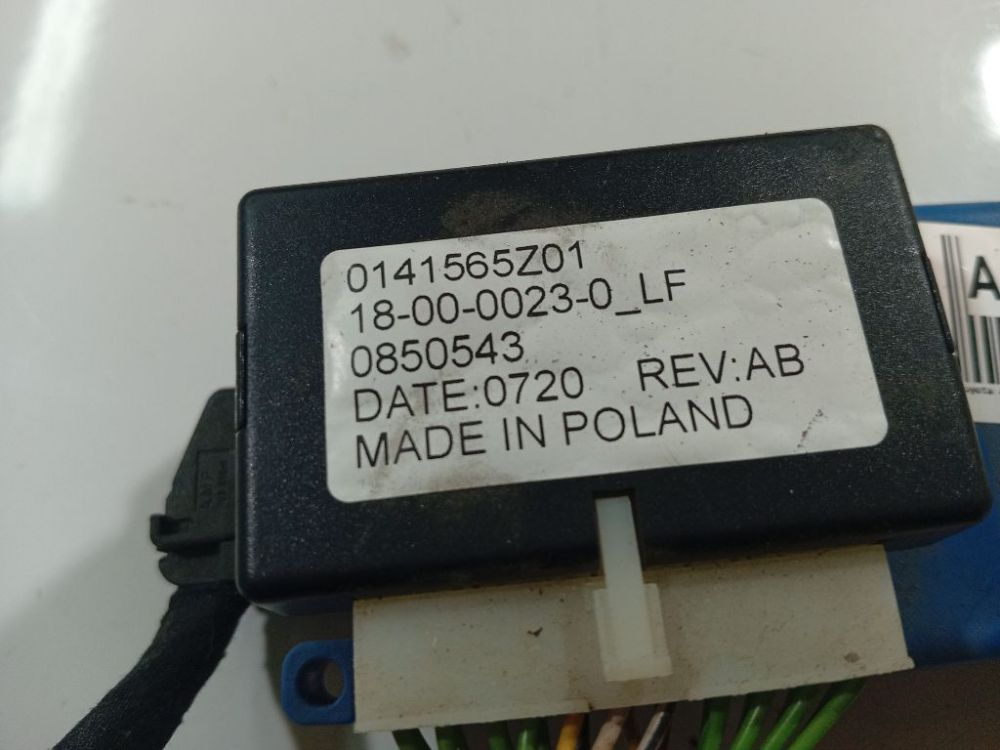 0141565Z01
18-00-0023-0_LF
0850543
DATE:0720 REV:AB
MADE IN POLAND
A